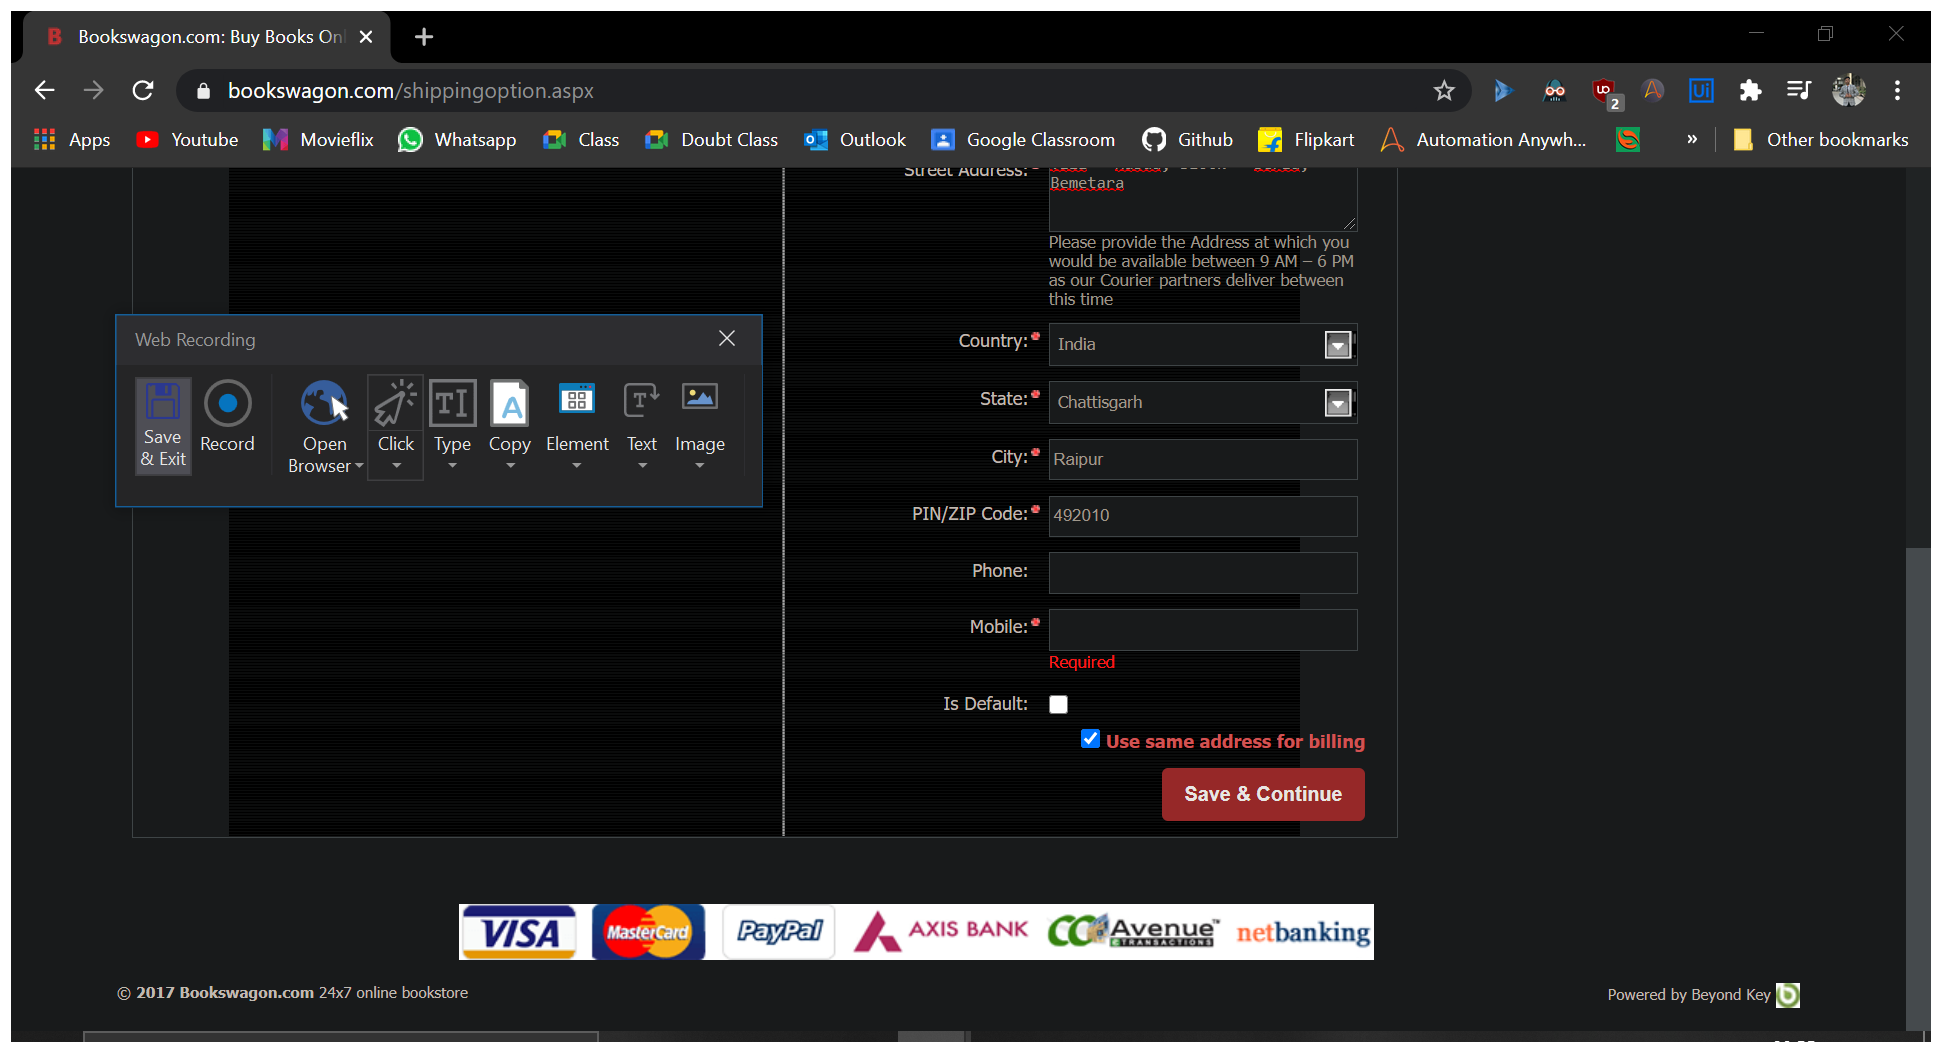 Bookswagon.com: Buy Books Onl
bookswagon.com/shippingoption.aspx
2
Apps Youtube Movieflix Whatsapp Class Doubt Class Outlook Google Classroom Github Flipkart Automation Anywh... » Other bookmarks
Street Address:
Bemetara
Please provide the Address at which you
would be available between 9 AM – 6 PM
as our Courier partners deliver between
this time
Web Recording
Save
& Exit
Record
Open
Browser
Click
Type
Copy
Element
Text
Image
Country: India
State: Chattisgarh
City: Raipur
PIN/ZIP Code: 492010
Phone:
Mobile:
Required
Is Default:
Use same address for billing
Save & Continue
VISA MasterCard PayPal AXIS BANK CCAvenue™ TRANSACTIONS netbanking
© 2017 Bookswagon.com 24x7 online bookstore
Powered by Beyond Key